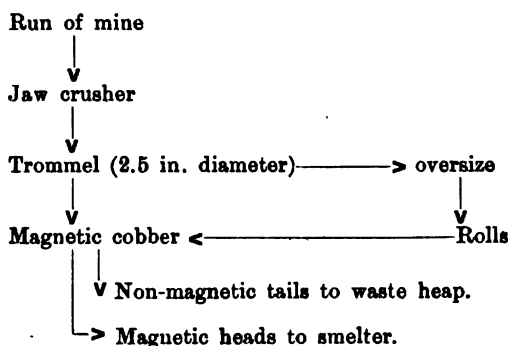 Run of mine
Jaw crusher
Trommel (2.5 in. diameter) oversize
Magnetic cobber Rolls
Non-magnetic tails to waste heap.
Magnetic heads to smelter.